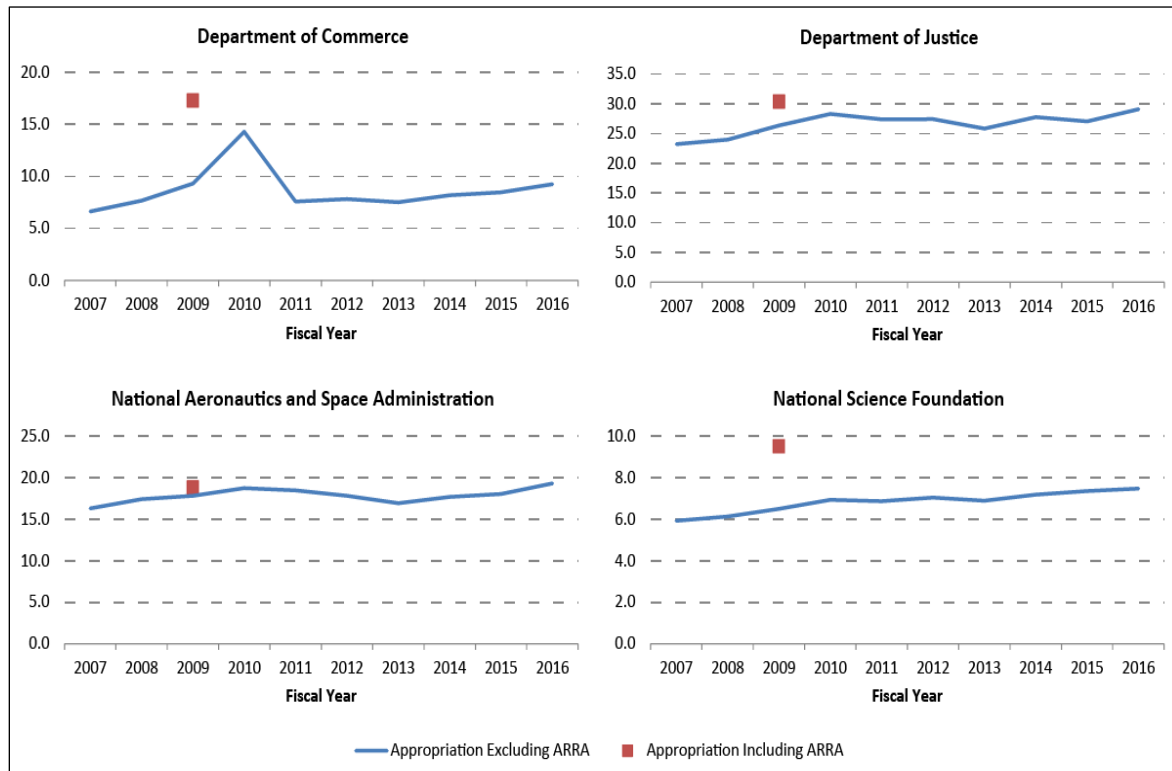 Department of Commerce
20.0
15.0
10.0
5.0
0.0
2007 2008 2009 2010 2011 2012 2013 2014 2015 2016
Fiscal Year
Department of Justice
35.0
30.0
25.0
20.0
15.0
10.0
5.0
0.0
2007 2008 2009 2010 2011 2012 2013 2014 2015 2016
Fiscal Year
National Aeronautics and Space Administration
25.0
20.0
15.0
10.0
5.0
0.0
2007 2008 2009 2010 2011 2012 2013 2014 2015 2016
Fiscal Year
National Science Foundation
10.0
8.0
6.0
4.0
2.0
0.0
2007 2008 2009 2010 2011 2012 2013 2014 2015 2016
Fiscal Year
Appropriation Excluding ARRA Appropriation Including ARRA